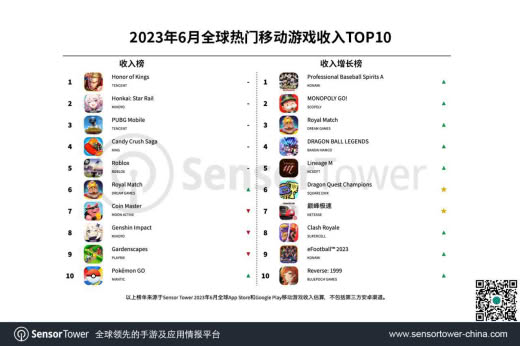 2023年6月全球热门移动游戏收入TOP10
收入榜
1 Honor of Kings -
TENCENT
2 Honkai: Star Rail -
MIHOYO
3 PUBG Mobile -
TENCENT
4 Candy Crush Saga -
KING
5 Roblox -
ROBLOX
6 Royal Match ▲
DREAM GAMES
7 Coin Master ▼
MOON ACTIVE
8 Genshin Impact ▼
MIHOYO
9 Gardenscapes ▼
PLAYRIX
10 Pokémon GO ▲
NIANTIC
收入增长榜
1 Professional Baseball Spirits A ▲
KONAMI
2 MONOPOLY GO! ▲
SCOPELY
3 Royal Match ▲
DREAM GAMES
4 DRAGON BALL LEGENDS ▲
BANDAI NAMCO
5 Lineage M ▲
NCSOFT
6 Dragon Quest Champions ★
SQUARE ENIX
7 巅峰极速 ★
NETEASE
8 Clash Royale ▲
SUPERCELL
9 eFootball™ 2023 ▲
KONAMI
10 Reverse: 1999 ▲
BLUEPOCH GAMES
SensorTower
以上榜单来源于Sensor Tower 2023年6月全球App Store和Google Play移动游戏收入估算，不包括第三方安卓渠道。
SensorTower 全球领先的手游及应用情报平台
www.sensortower-china.com